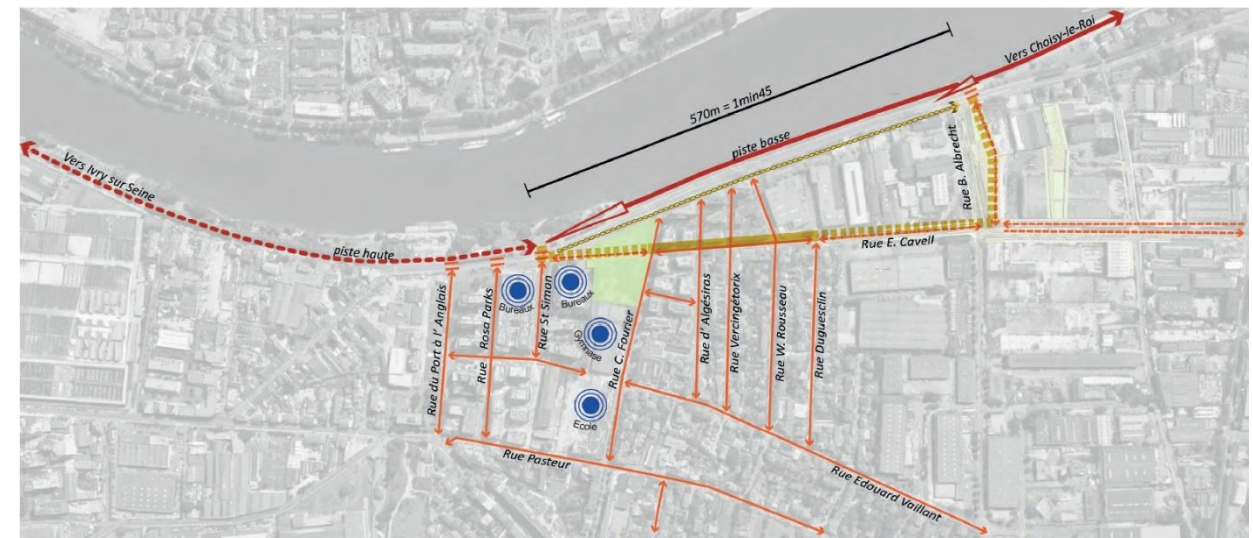 Vers Choisy-le-Roi
570m = 1min45
piste basse
Vers Ivry sur Seine
Rue B. Albrecht
piste haute
Rue E. Cavell
Bureaux
Bureaux
Gymnase
Ecole
Rue du Port à l' Anglais
Rue Rosa Parks
Rue St Simon
Rue C. Fourier
Rue d' Algésiras
Rue Vercingétorix
Rue W. Rousseau
Rue Duguesclin
Rue Pasteur
Rue Edouard Vaillant